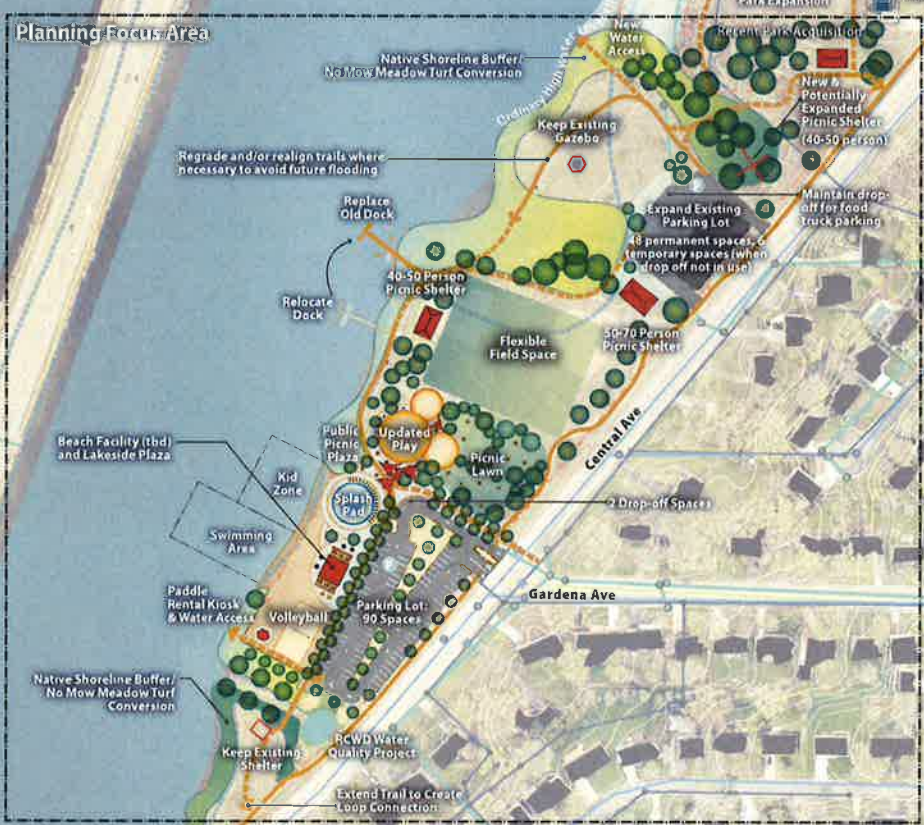 Park Expansion
Planning Focus Area
New
Water
Access
Recent Park Acquisition
Native Shoreline Buffer/
No Mow Meadow Turf Conversion
Ordinary High Water
New &
Potentially
Expanded
Picnic Shelter
(40-50 person)
Keep Existing
Gazebo
Regrade and/or realign trails where
necessary to avoid future flooding
Replace
Old Dock
Maintain drop-
off for food
truck parking
Expand Existing
Parking Lot
48 permanent spaces, 6
temporary spaces (when
drop off not in use)
40-50 Person
Picnic Shelter
Relocate
Dock
50-70 Person
Picnic Shelter
Flexible
Field Space
Central Ave
Beach Facility (tbd)
and Lakeside Plaza
Public
Picnic
Plaza
Updated
Play
Picnic
Lawn
Kid
Zone
Splash
Pad
2 Drop-off Spaces
Swimming
Area
Paddle
Rental Kiosk
& Water Access
Volleyball
Parking Lot:
90 Spaces
Gardena Ave
Native Shoreline Buffer/
No Mow Meadow Turf
Conversion
Keep Existing
Shelter
RCWD Water
Quality Project
Extend Trail to Create
Loop Connection